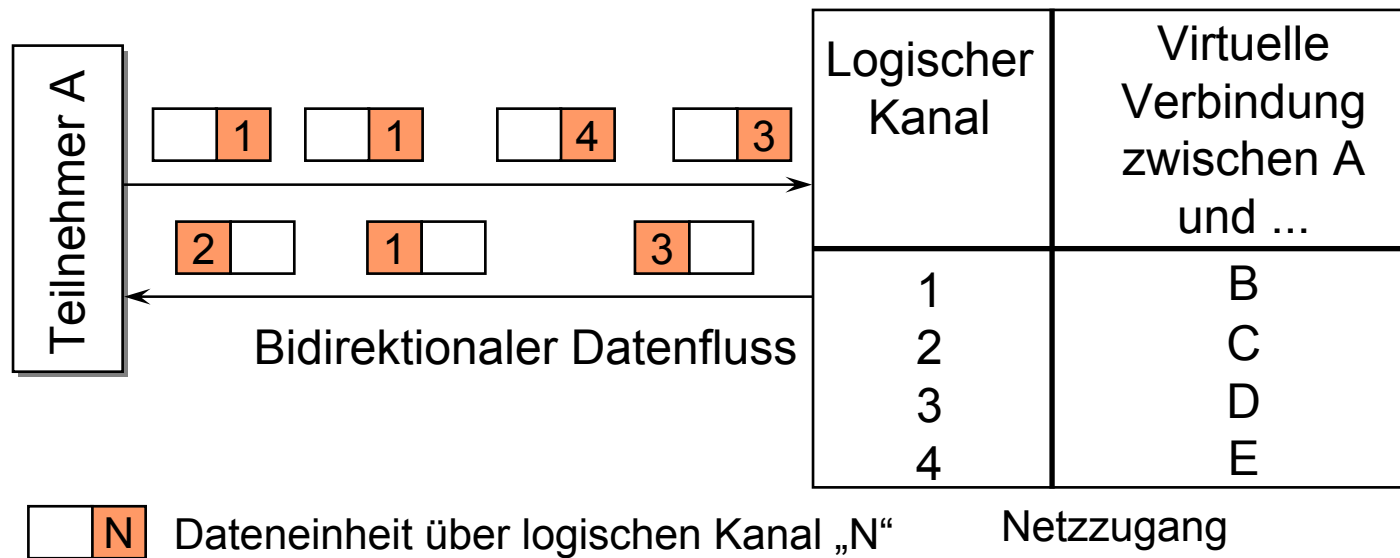 Teilnehmer A
1 1 4 3
2 1 3
Bidirektionaler Datenfluss
Logischer
Kanal
Virtuelle
Verbindung
zwischen A
und ...
1 B
2 C
3 D
4 E
N Dateneinheit über logischen Kanal „N“
Netzzugang